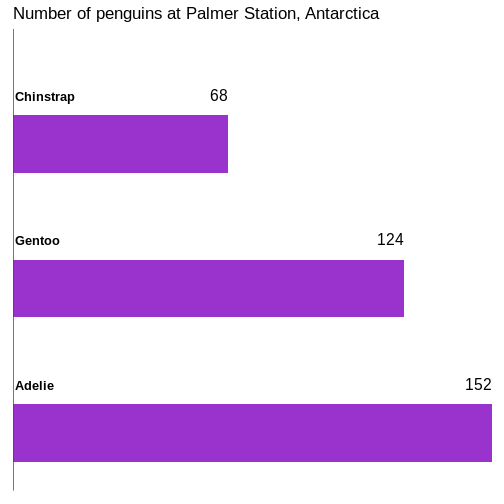 Number of penguins at Palmer Station, Antarctica
Chinstrap 68
Gentoo 124
Adelie 152